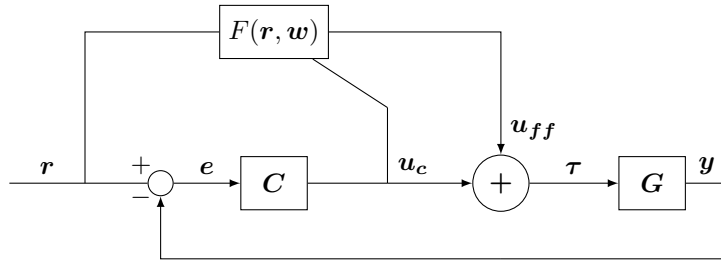 F(r, w)
u_ff
r
+
−
e
C
u_c
+
τ
G
y